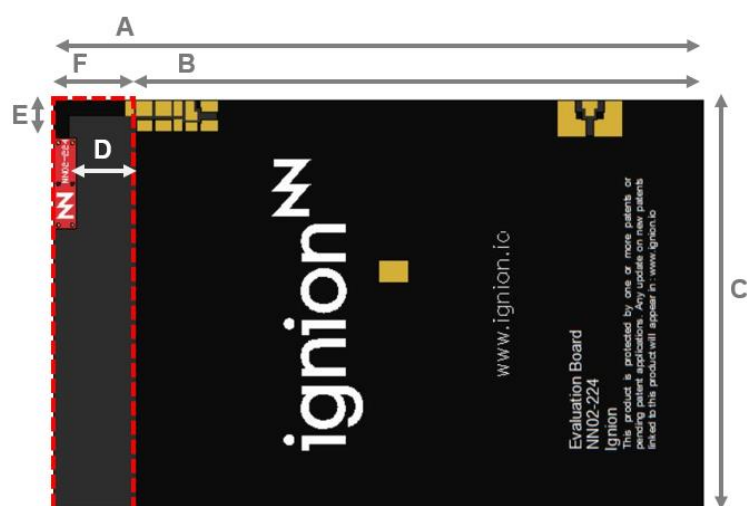 A
F
B
E
D
NN02-224
C
ignion
www.ignion.io
Evaluation Board
NN02-224
Ignion
This product is protected by one or more patents or
pending patent applications. Any update on new patents
linked to this product will appear in : www.ignion.io